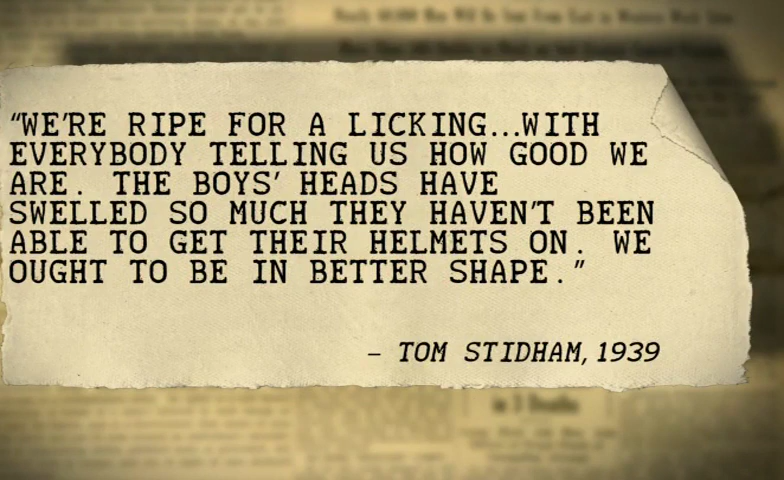 “WE’RE RIPE FOR A LICKING...WITH
EVERYBODY TELLING US HOW GOOD WE
ARE. THE BOYS’ HEADS HAVE
SWELLED SO MUCH THEY HAVEN’T BEEN
ABLE TO GET THEIR HELMETS ON. WE
OUGHT TO BE IN BETTER SHAPE.”
– TOM STIDHAM, 1939